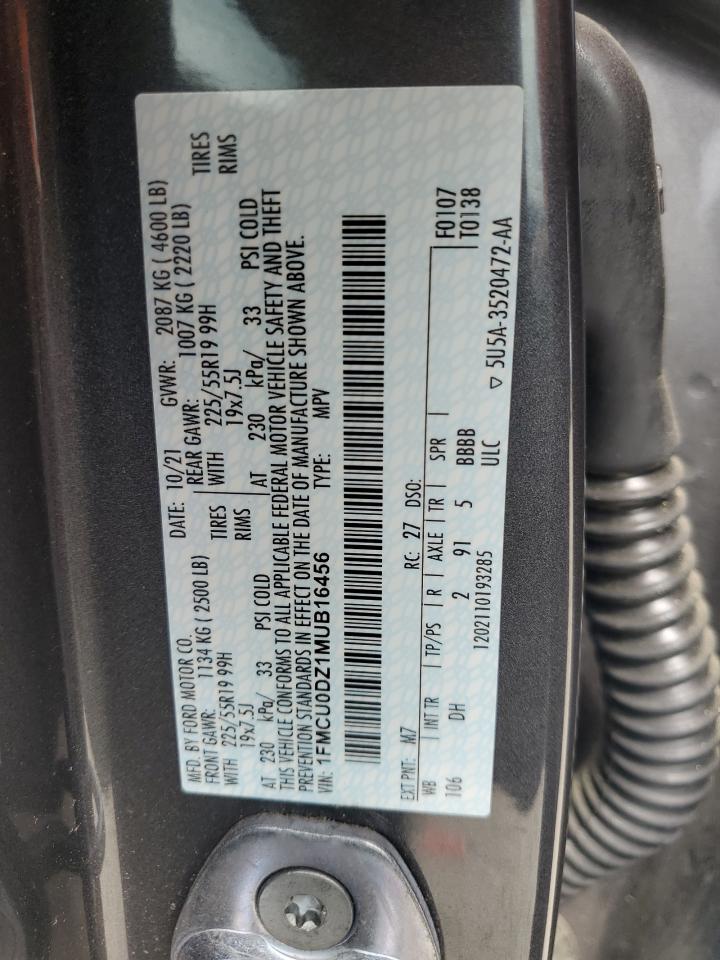 MFD. BY FORD MOTOR CO. DATE: 10/21 GVWR: 2087 KG ( 4600 LB)
FRONT GAWR: 1134 KG ( 2500 LB) REAR GAWR: 1007 KG ( 2220 LB)
WITH 225/55R19 99H TIRES WITH 225/55R19 99H TIRES
19x7.5J RIMS 19x7.5J RIMS
AT 230 kPa/ 33 PSI COLD AT 230 kPa/ 33 PSI COLD
THIS VEHICLE CONFORMS TO ALL APPLICABLE FEDERAL MOTOR VEHICLE SAFETY AND THEFT
PREVENTION STANDARDS IN EFFECT ON THE DATE OF MANUFACTURE SHOWN ABOVE.
VIN: 1FMCU0DZ1MUB16456 TYPE: MPV
EXT PNT: M7 RC: 27 DSO: F0107
WB INT TR TP/PS R AXLE TR SPR T0138
106 DH 2 91 5 BBBB
1202110193285 ULC
▽ 5U5A-3520472-AA